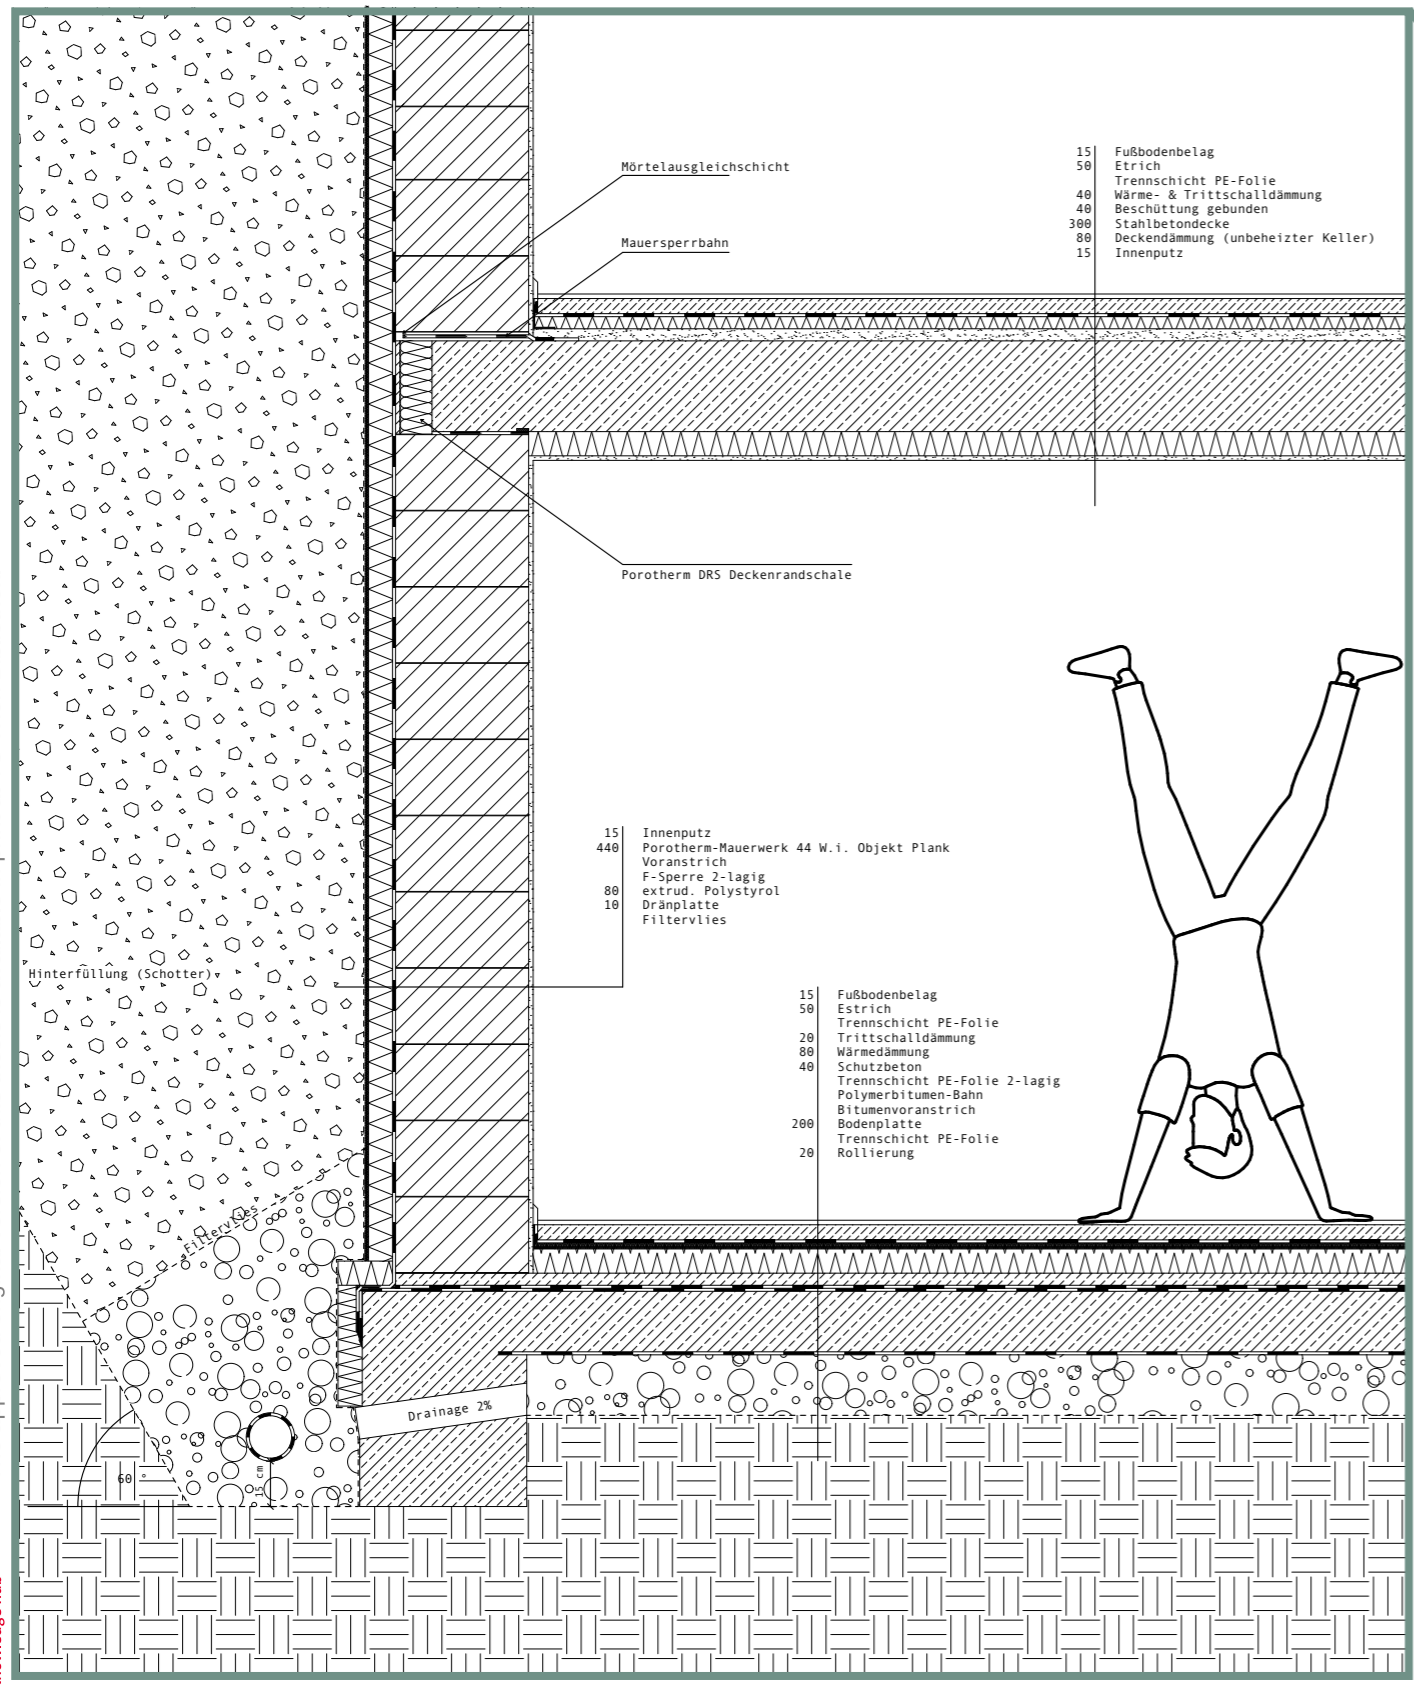 Mörtelausgleichschicht
Mauersperrbahn
15 Fußbodenbelag
50 Etrich
Trennschicht PE-Folie
40 Wärme- & Trittschalldämmung
40 Beschüttung gebunden
300 Stahlbetondecke
80 Deckendämmung (unbeheizter Keller)
15 Innenputz
Porotherm DRS Deckenrandschale
15 Innenputz
440 Porotherm-Mauerwerk 44 W.i. Objekt Plank
Voranstrich
F-Sperre 2-lagig
80 extrud. Polystyrol
10 Dränplatte
Filtervlies
Hinterfüllung (Schotter)
15 Fußbodenbelag
50 Estrich
Trennschicht PE-Folie
20 Trittschalldämmung
80 Wärmedämmung
40 Schutzbeton
Trennschicht PE-Folie 2-lagig
Polymerbitumen-Bahn
Bitumenvoranstrich
200 Bodenplatte
Trennschicht PE-Folie
20 Rollierung
Filtervlies
Drainage 2%
60 °
15 cm